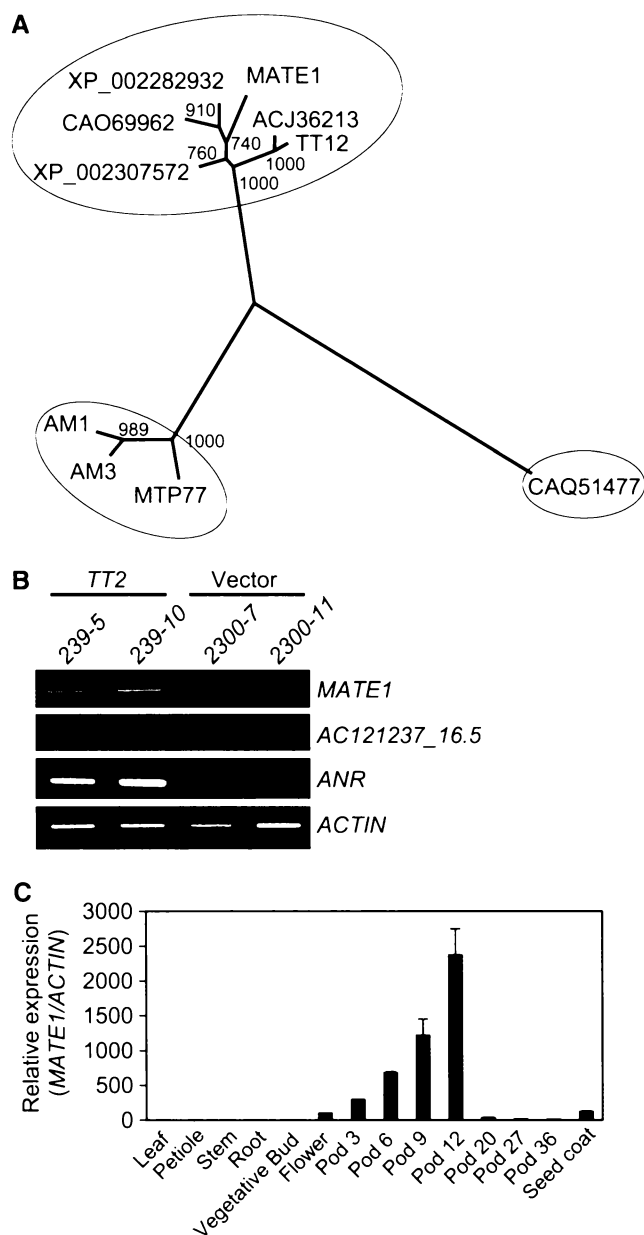 A
XP_002282932
MATE1
910
CAO69962
ACJ36213
740
TT12
760
1000
XP_002307572
1000
AM1
989
1000
AM3
MTP77
CAQ51477
B
TT2
Vector
239-5
239-10
2300-7
2300-11
MATE1
AC121237_16.5
ANR
ACTIN
C
Relative expression
(MATE1/ACTIN)
3000
2500
2000
1500
1000
500
0
Leaf
Petiole
Stem
Root
Vegetative Bud
Flower
Pod 3
Pod 6
Pod 9
Pod 12
Pod 20
Pod 27
Pod 36
Seed coat